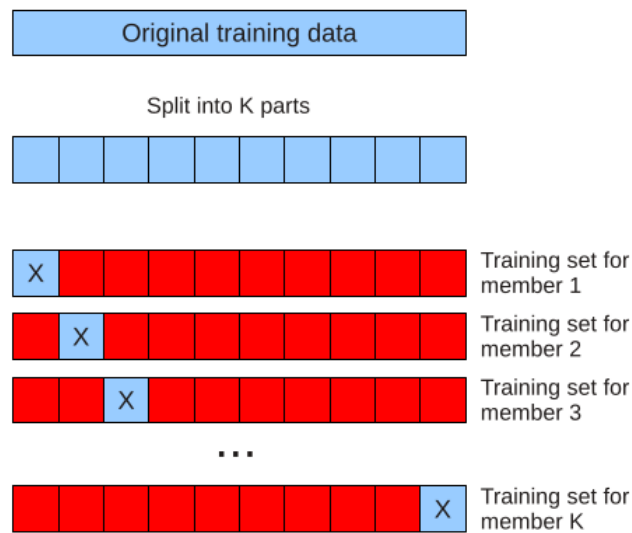 Original training data
Split into K parts
X
Training set for
member 1
X
Training set for
member 2
X
Training set for
member 3
...
X
Training set for
member K